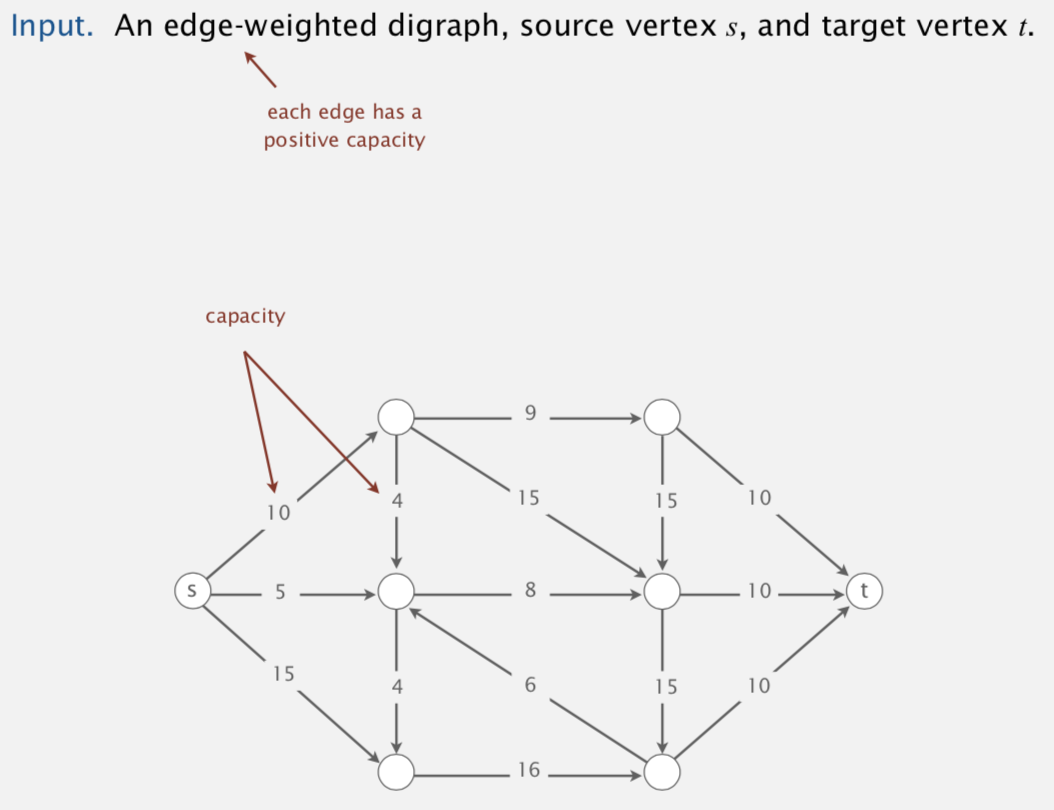 Input. An edge-weighted digraph, source vertex s, and target vertex t.
each edge has a
positive capacity
capacity
9
10
4
15
15
10
s
5
8
10
t
15
4
6
15
10
16